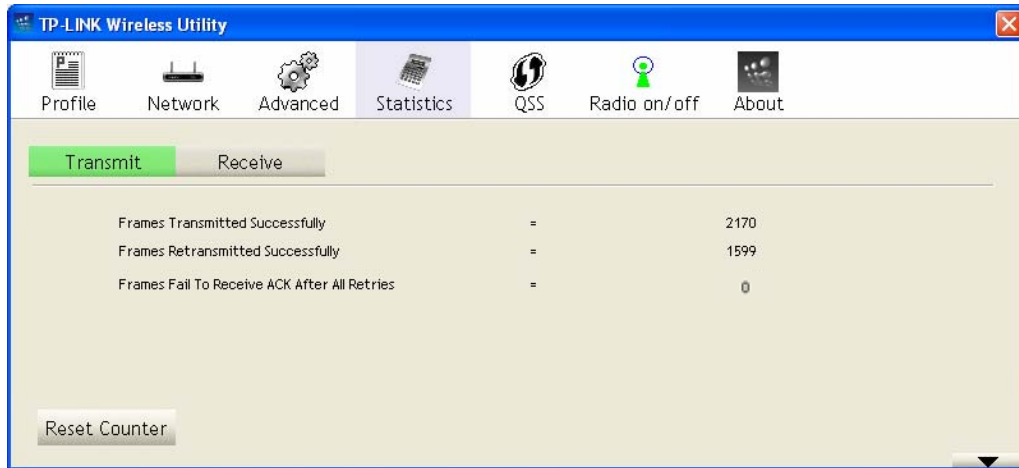 TP-LINK Wireless Utility
Profile Network Advanced Statistics QSS Radio on/off About
Transmit Receive
Frames Transmitted Successfully = 2170
Frames Retransmitted Successfully = 1599
Frames Fail To Receive ACK After All Retries = 0
Reset Counter